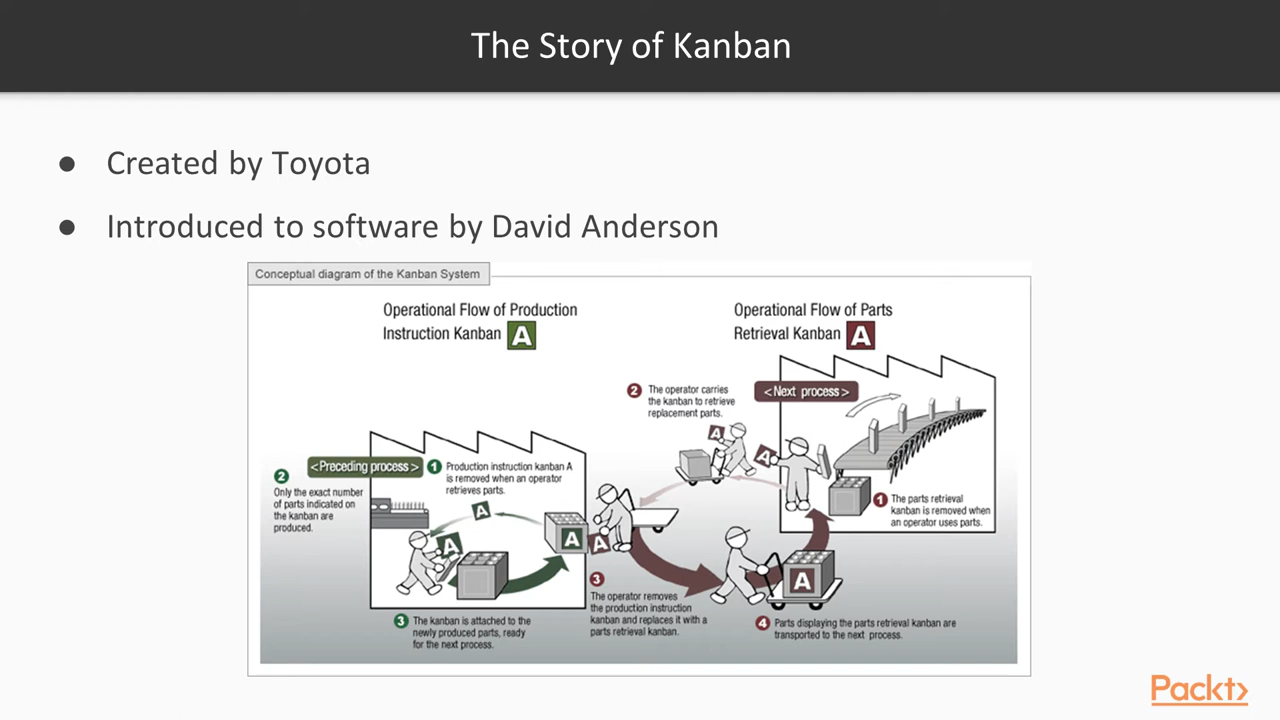 The Story of Kanban
● Created by Toyota
● Introduced to software by David Anderson
Conceptual diagram of the Kanban System
Operational Flow of Production
Instruction Kanban A
Operational Flow of Parts
Retrieval Kanban A
2 The operator carries
the kanban to retrieve
replacement parts.
<Next process>
A
A
1 The parts retrieval
kanban is removed when
an operator uses parts.
<Preceding process>
1 Production instruction kanban A
is removed when an operator
retrieves parts.
2
Only the exact number
of parts indicated on
the kanban are
produced.
A
A
A
A
3
The operator removes
the production instruction
kanban and replaces it with a
parts retrieval kanban.
A
3 The kanban is attached to the
newly produced parts, ready
for the next process.
4 Parts displaying the parts retrieval kanban are
transported to the next process.
Packt>